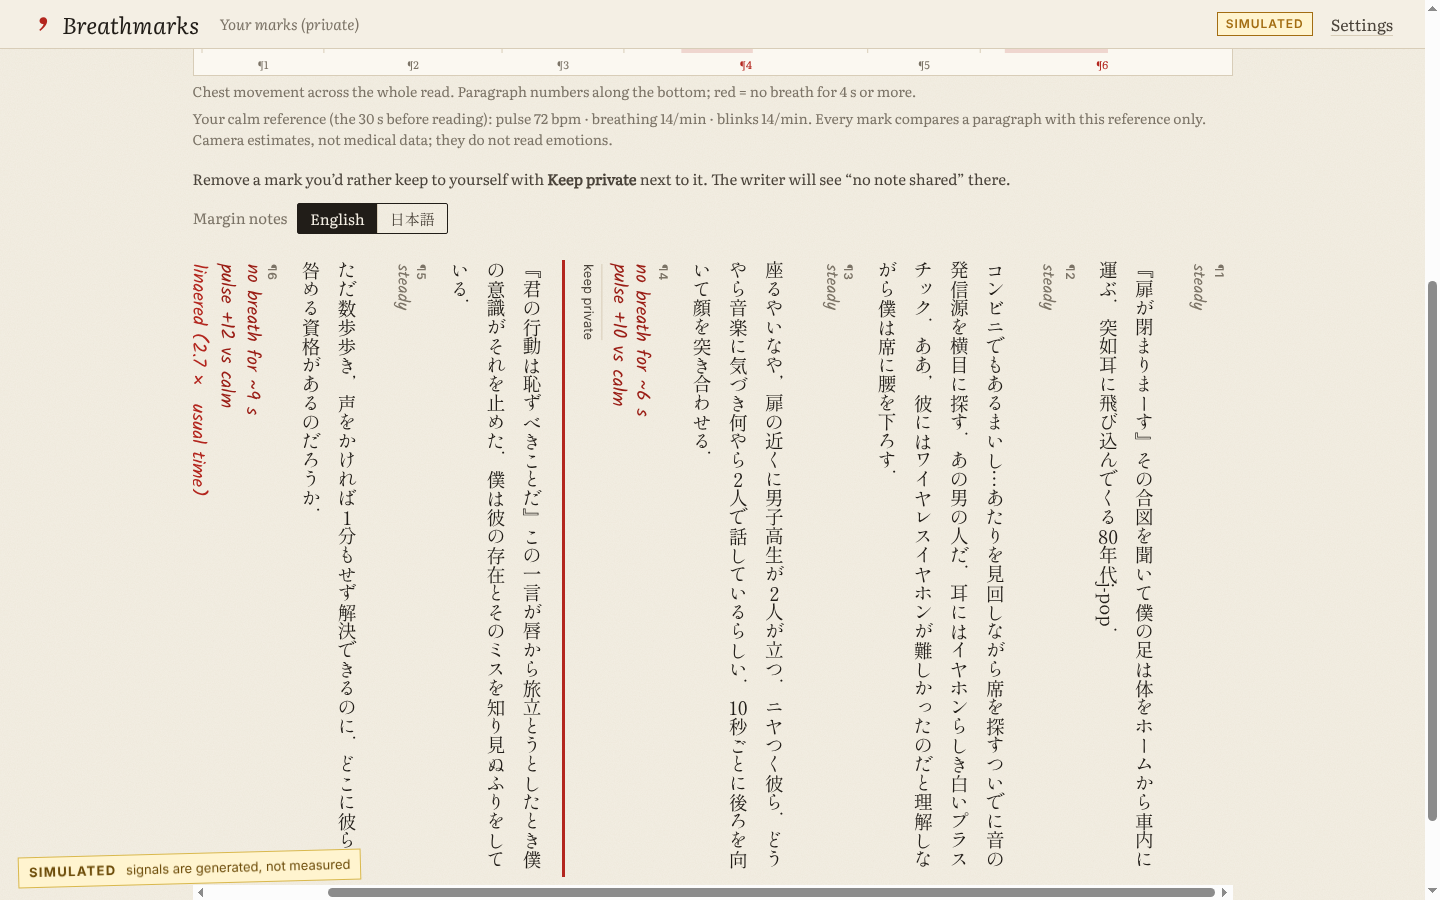 Breathmarks
Your marks (private)
SIMULATED
Settings
¶1
¶2
¶3
¶4
¶5
¶6
Chest movement across the whole read. Paragraph numbers along the bottom; red = no breath for 4 s or more.
Your calm reference (the 30 s before reading): pulse 72 bpm · breathing 14/min · blinks 14/min. Every mark compares a paragraph with this reference only.
Camera estimates, not medical data; they do not read emotions.
Remove a mark you’d rather keep to yourself with Keep private next to it. The writer will see “no note shared” there.
Margin notes
English
日本語
¶1
steady
『扉が閉まりまーす』その合図を聞いて僕の足は体をホームから車内に
運ぶ．突如耳に飛び込んでくる80年代j-pop．
¶2
steady
コンビニでもあるまいし…あたりを見回しながら席を探すついでに音の
発信源を横目に探す．あの男の人だ．耳にはイヤホンらしき白いプラス
チック．ああ，彼にはワイヤレスイヤホンが難しかったのだと理解しな
がら僕は席に腰を下ろす．
¶3
steady
座るやいなや，扉の近くに男子高生が2人が立つ．ニヤつく彼ら．どう
やら音楽に気づき何やら2人で話しているらしい．10秒ごとに後ろを向
いて顔を突き合わせる．
¶4
no breath for ~6 s
pulse +10 vs calm
keep private
『君の行動は恥ずべきことだ』この一言が唇から旅立とうとしたとき僕
の意識がそれを止めた．僕は彼の存在とそのミスを知り見ぬふりをして
いる．
¶5
steady
ただ数歩歩き，声をかければ1分もせず解決できるのに．どこに彼ら
咎める資格があるのだろうか．
¶6
no breath for ~9 s
pulse +12 vs calm
lingered (2.7 × usual time)
SIMULATED signals are generated, not measured